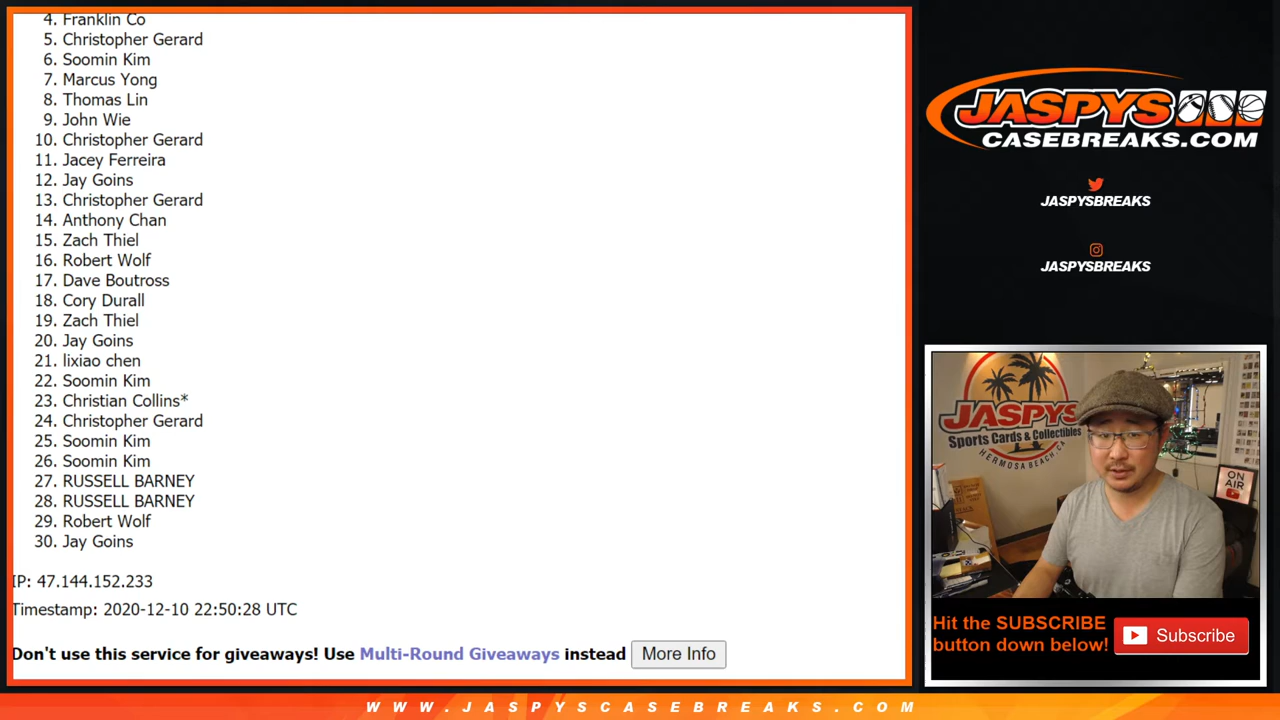 4. Franklin Co
5. Christopher Gerard
6. Soomin Kim
7. Marcus Yong
8. Thomas Lin
9. John Wie
10. Christopher Gerard
11. Jacey Ferreira
12. Jay Goins
13. Christopher Gerard
14. Anthony Chan
15. Zach Thiel
16. Robert Wolf
17. Dave Boutross
18. Cory Durall
19. Zach Thiel
20. Jay Goins
21. lixiao chen
22. Soomin Kim
23. Christian Collins*
24. Christopher Gerard
25. Soomin Kim
26. Soomin Kim
27. RUSSELL BARNEY
28. RUSSELL BARNEY
29. Robert Wolf
30. Jay Goins
IP: 47.144.152.233
Timestamp: 2020-12-10 22:50:28 UTC
Don't use this service for giveaways! Use Multi-Round Giveaways instead More Info
JASPYS
CASEBREAKS.COM
JASPYSBREAKS
JASPYSBREAKS
JASPYS
Sports Cards & Collectibles
HERMOSA BEACH, CA
ON
AIR
Hit the SUBSCRIBE
button down below!
Subscribe
WWW.JASPYSCASEBREAKS.COM